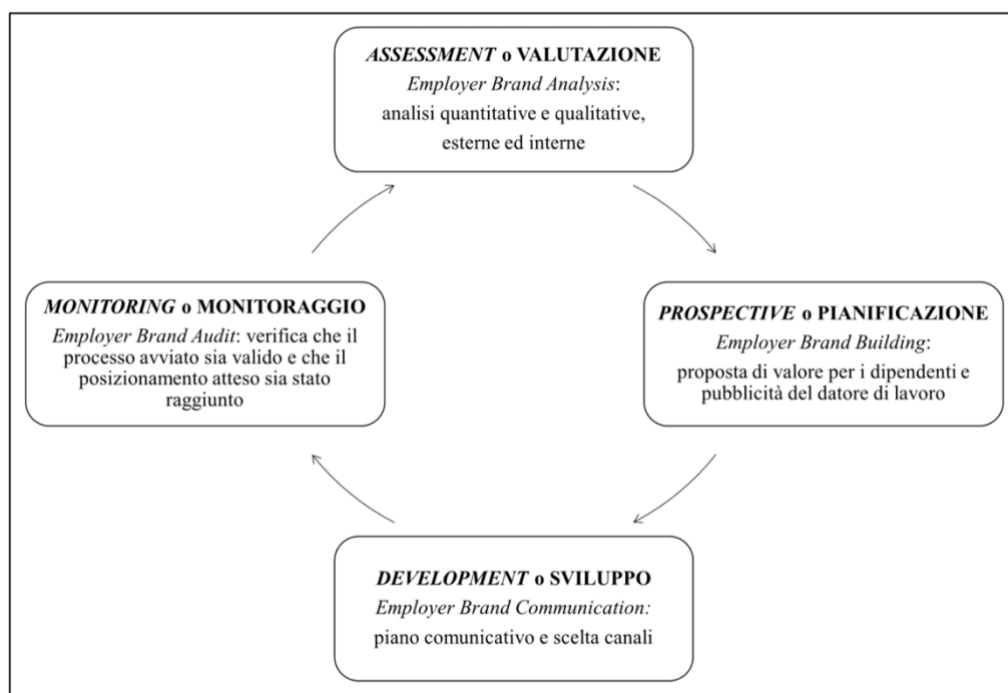 ASSESSMENT o VALUTAZIONE
Employer Brand Analysis:
analisi quantitative e qualitative,
esterne ed interne
MONITORING o MONITORAGGIO
Employer Brand Audit: verifica che il
processo avviato sia valido e che il
posizionamento atteso sia stato
raggiunto
PROSPECTIVE o PIANIFICAZIONE
Employer Brand Building:
proposta di valore per i dipendenti e
pubblicità del datore di lavoro
DEVELOPMENT o SVILUPPO
Employer Brand Communication:
piano comunicativo e scelta canali